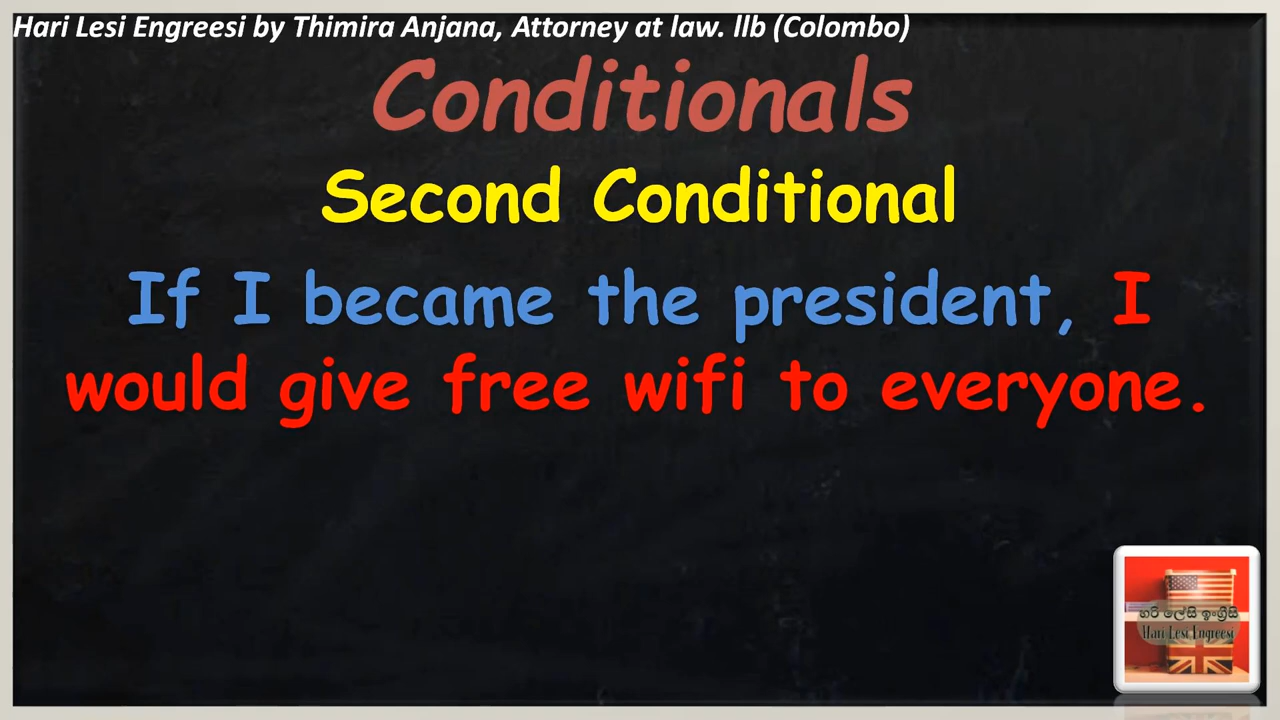 Hari Lesi Engreesi by Thimira Anjana, Attorney at law. llb (Colombo)
Conditionals
Second Conditional
If I became the president, I
would give free wifi to everyone.
හරි ලේසි ඉංග්‍රීසි
Hari Lesi Engreesi